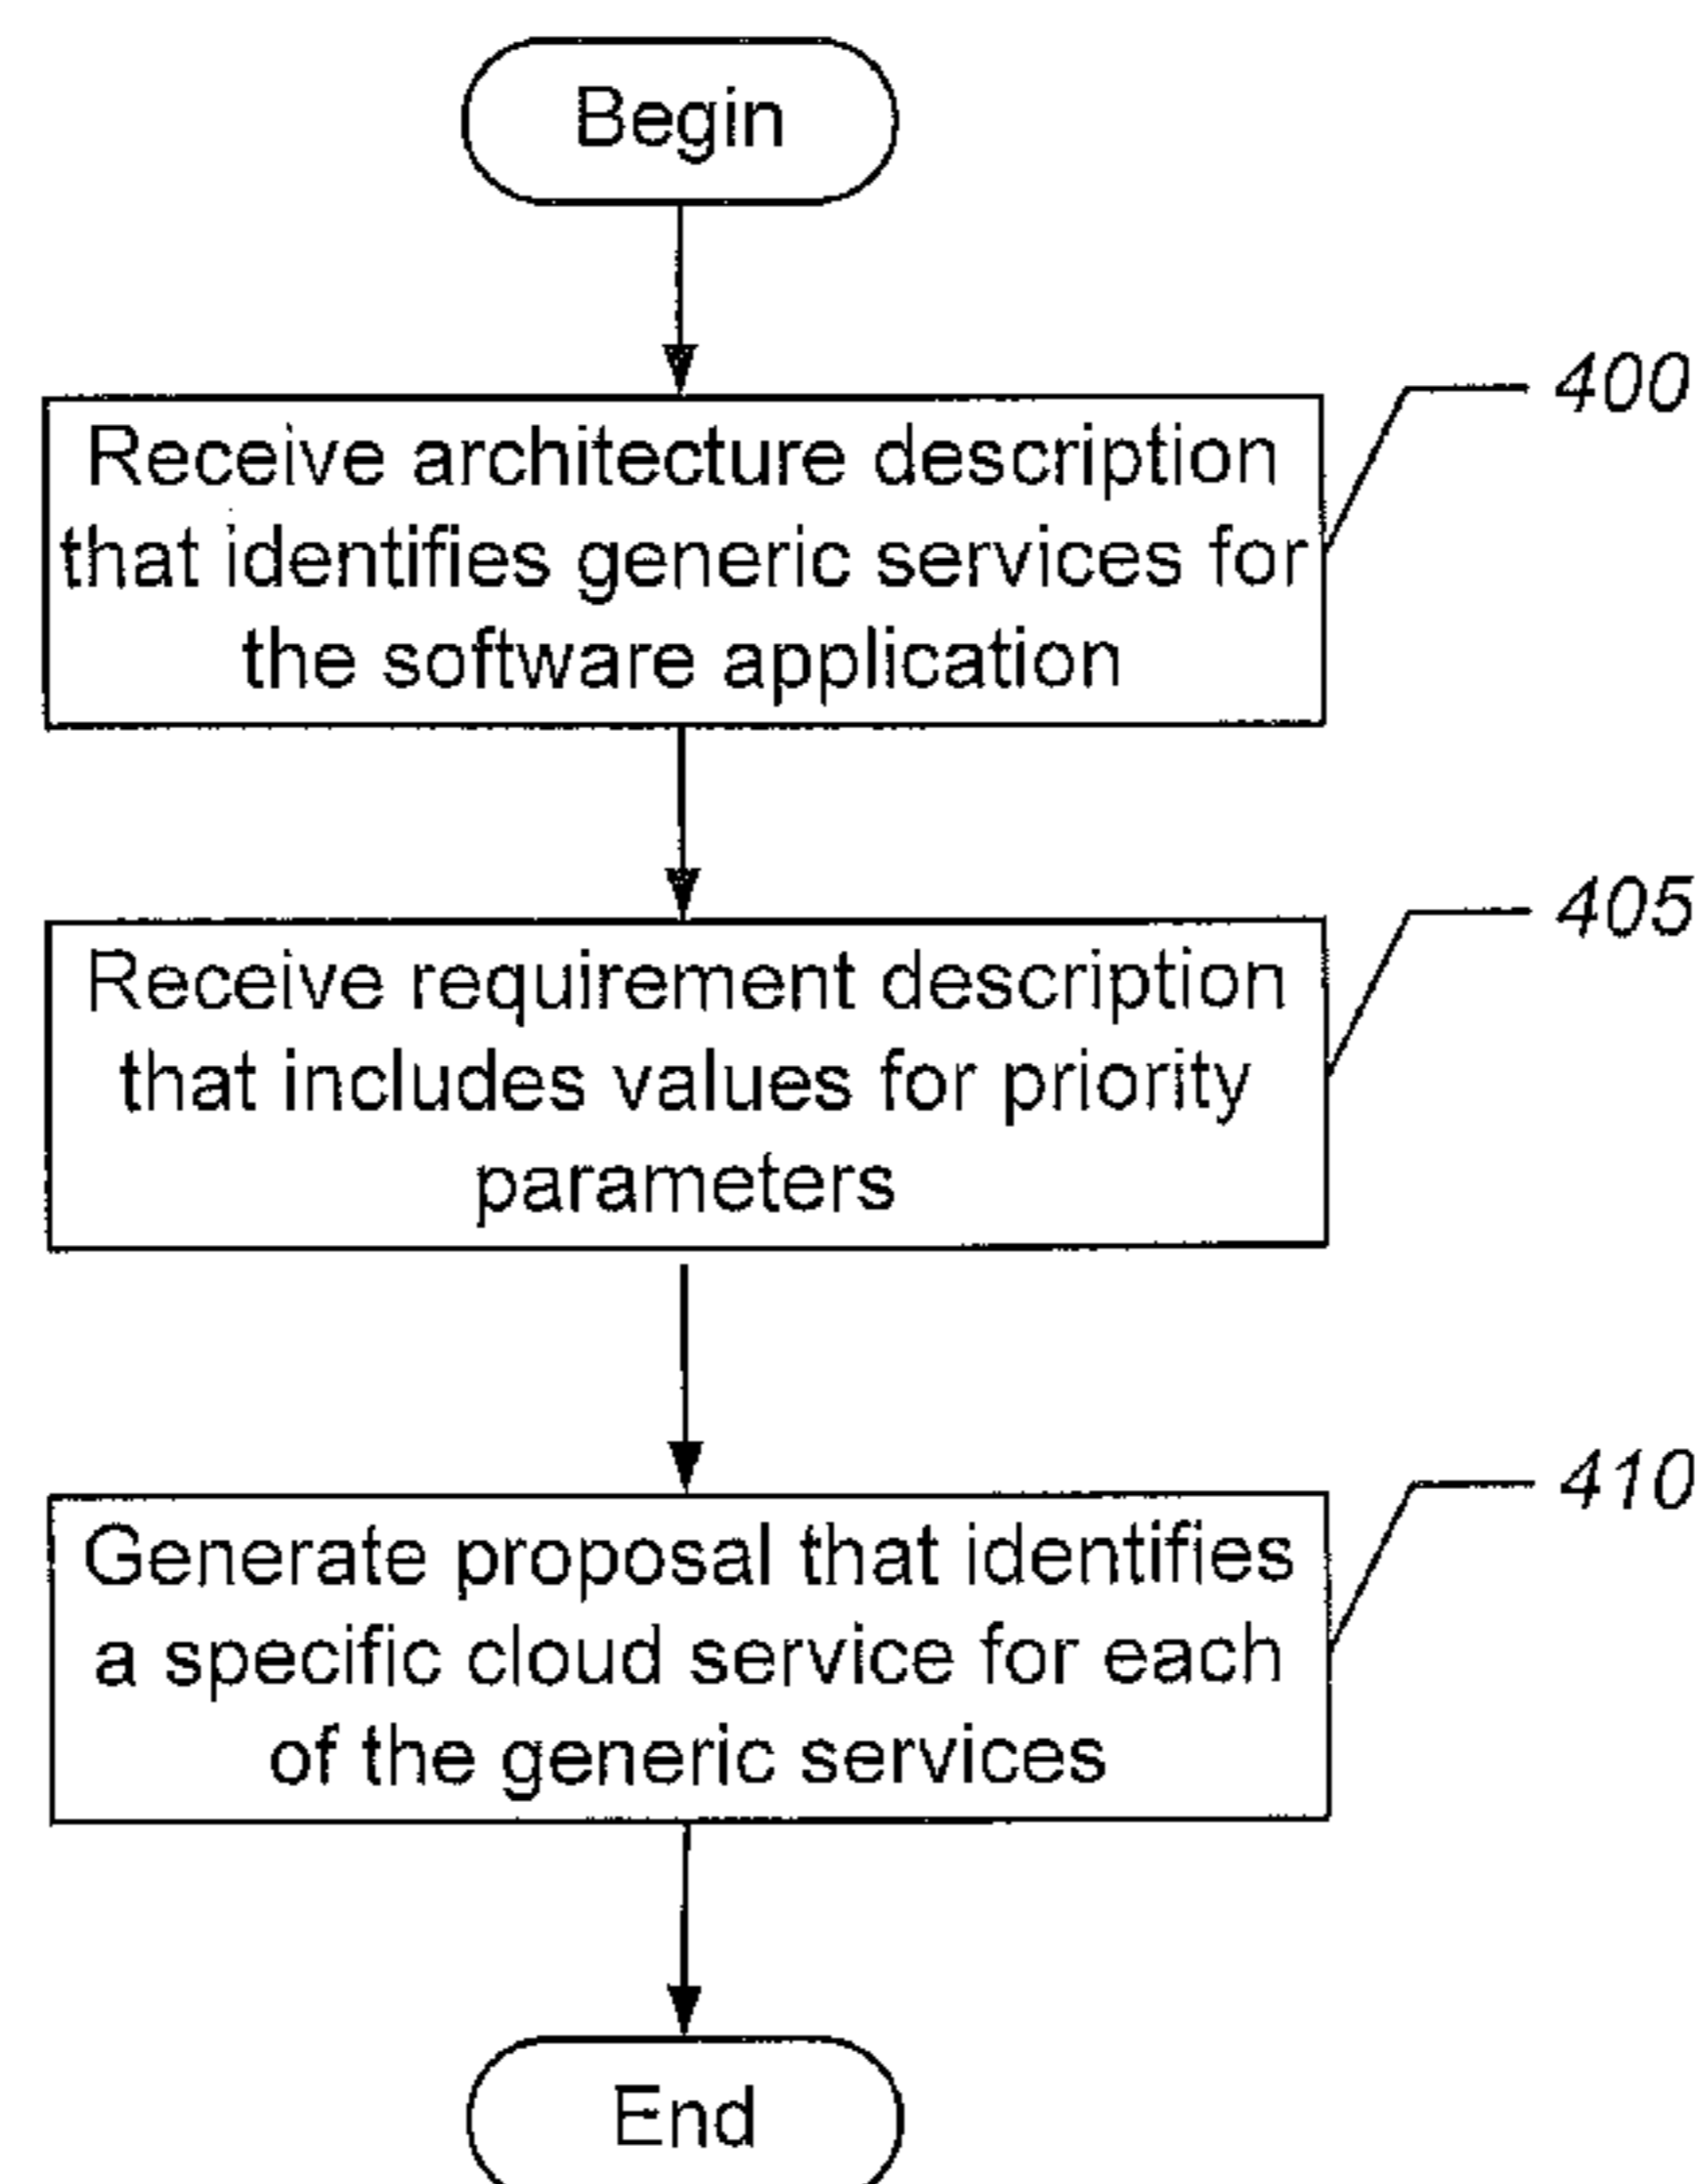 Begin
400
Receive architecture description
that identifies generic services for
the software application
405
Receive requirement description
that includes values for priority
parameters
410
Generate proposal that identifies
a specific cloud service for each
of the generic services
End